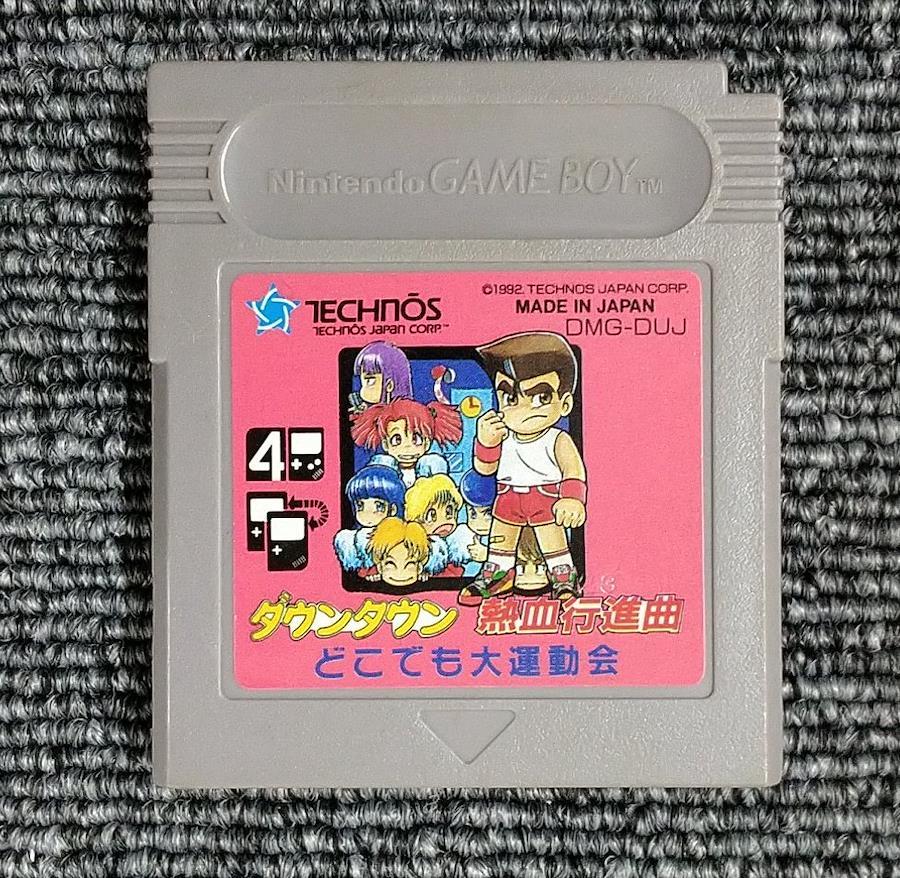 Nintendo GAME BOY TM
TECHNŌS
TECHNŌS JAPAN CORP.™
©1992. TECHNOS JAPAN CORP.
MADE IN JAPAN
DMG-DUJ
4
ダウンタウン 熱血行進曲
どこでも大運動会